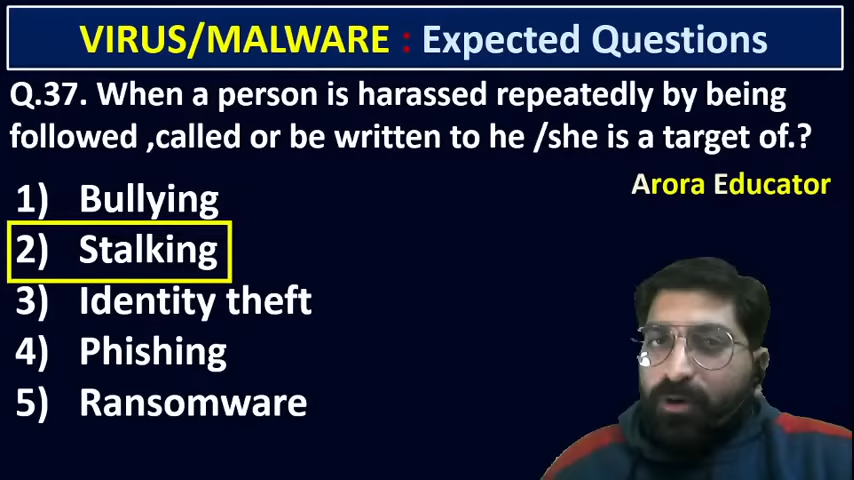 VIRUS/MALWARE : Expected Questions
Q.37. When a person is harassed repeatedly by being
followed ,called or be written to he /she is a target of.?
Arora Educator
1) Bullying
2) Stalking
3) Identity theft
4) Phishing
5) Ransomware